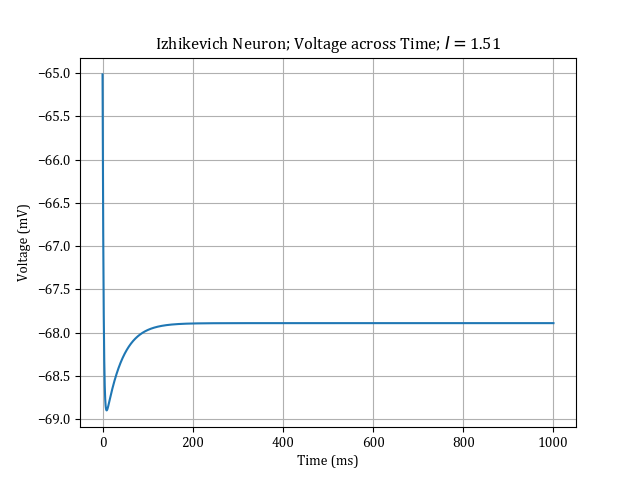 Izhikevich Neuron; Voltage across Time; I = 1.51
−65.0
−65.5
−66.0
−66.5
−67.0
−67.5
−68.0
−68.5
−69.0
Voltage (mV)
0 200 400 600 800 1000
Time (ms)